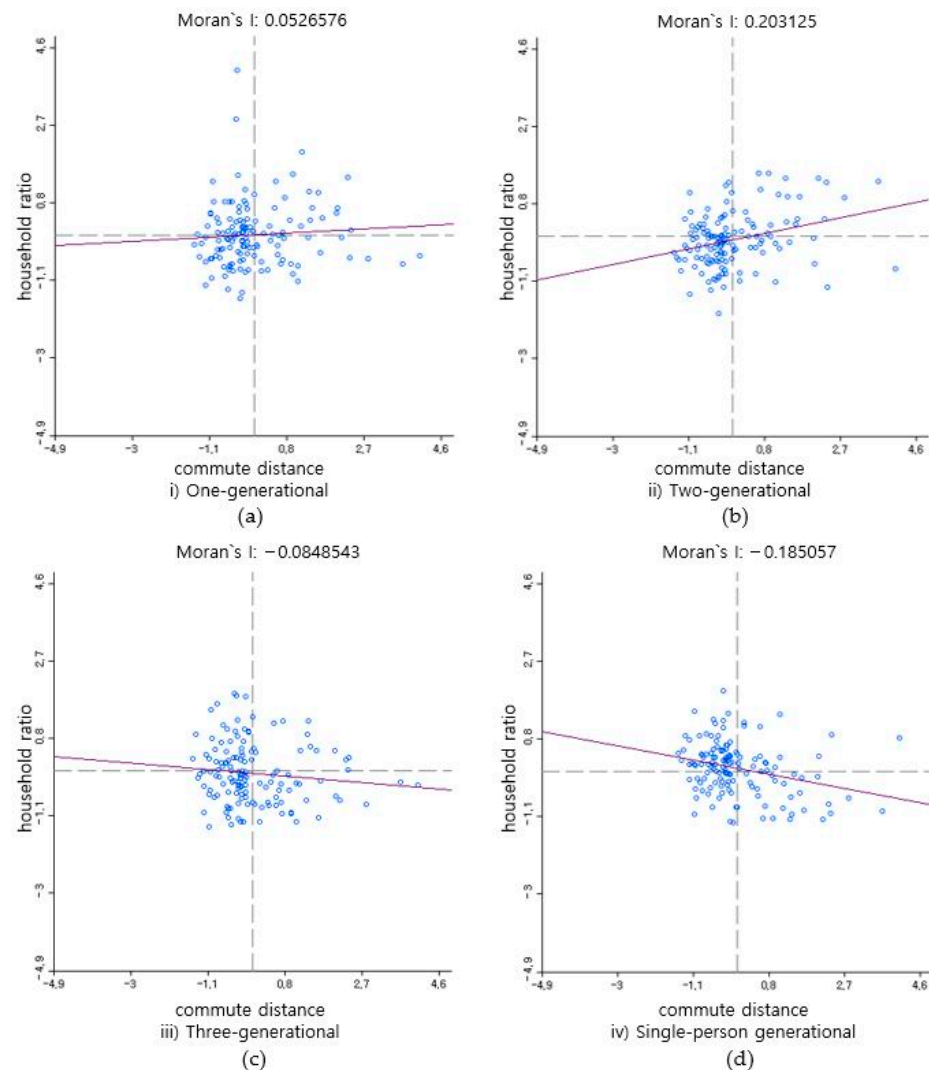 Moran`s I: 0.0526576
4,6
2,7
0,8
-1,1
-3
-4,9
household ratio
-4,9 -3 -1,1 0,8 2,7 4,6
commute distance
i) One-generational
(a)
Moran`s I: 0.203125
4,6
2,7
0,8
-1,1
-3
-4,9
household ratio
-4,9 -3 -1,1 0,8 2,7 4,6
commute distance
ii) Two-generational
(b)
Moran`s I: −0.0848543
4,6
2,7
0,8
-1,1
-3
-4,9
household ratio
-4,9 -3 -1,1 0,8 2,7 4,6
commute distance
iii) Three-generational
(c)
Moran`s I: −0.185057
4,6
2,7
0,8
-1,1
-3
-4,9
household ratio
-4,9 -3 -1,1 0,8 2,7 4,6
commute distance
iv) Single-person generational
(d)